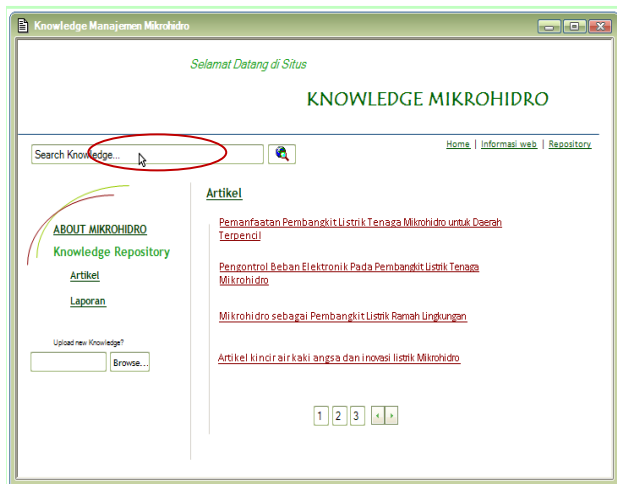 Knowledge Manajemen Mikrohidro
Selamat Datang di Situs
KNOWLEDGE MIKROHIDRO
Home | Informasi web | Repository
Search Knowledge...
Artikel
ABOUT MIKROHIDRO
Knowledge Repository
Artikel
Laporan
Upload new Knowledge?
Browse...
Pemanfaatan Pembangkit Listrik Tenaga Mikrohidro untuk Daerah
Terpencil
Pengontrol Beban Elektronik Pada Pembangkit Listrik Tenaga
Mikrohidro
Mikrohidro sebagai Pembangkit Listrik Ramah Lingkungan
Artikel kincir air kaki angsa dan inovasi listrik Mikrohidro
1 2 3